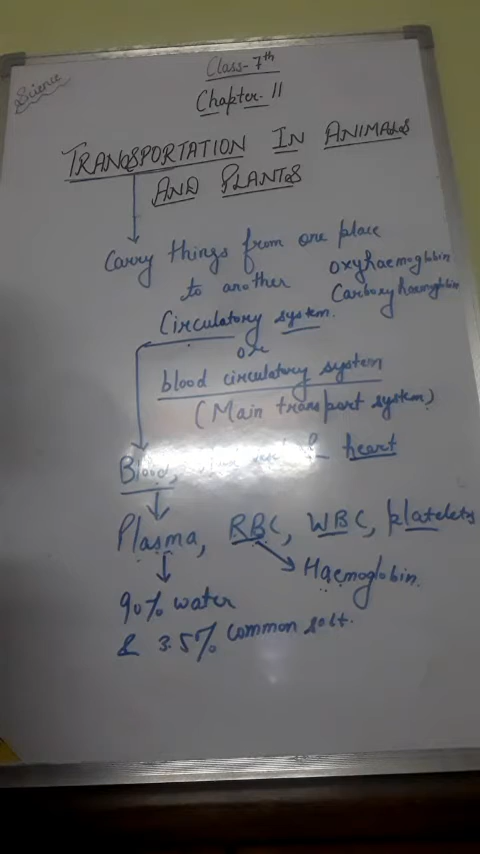 Science
Class-7th
Chapter-11
TRANSPORTATION IN ANIMALS
AND PLANTS
Carry things from one place
to another
oxyhaemoglobin
Carboxyhaemoglobin
Circulatory system.
or
blood circulatory system
(Main transport system)
Blood, & heart
Plasma, RBC, WBC, platelets
Haemoglobin.
90% water
& 3.5% common salt.